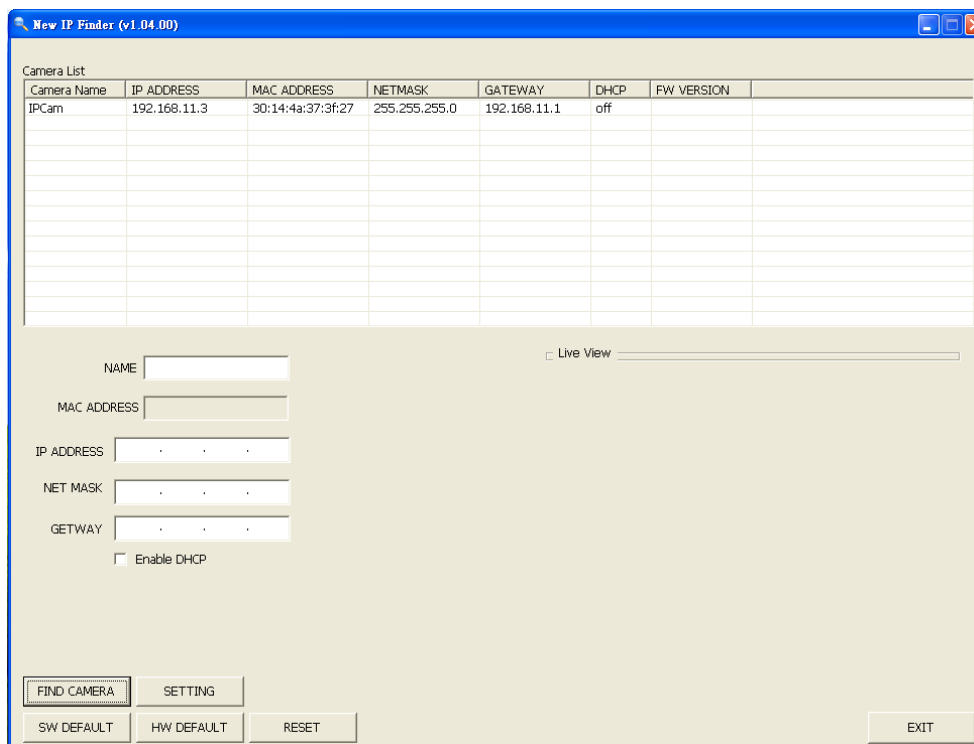 New IP Finder (v1.04.00)
Camera List
Camera Name IP ADDRESS MAC ADDRESS NETMASK GATEWAY DHCP FW VERSION
IPCam 192.168.11.3 30:14:4a:37:3f:27 255.255.255.0 192.168.11.1 off
Live View
NAME
MAC ADDRESS
IP ADDRESS . . .
NET MASK . . .
GETWAY . . .
Enable DHCP
FIND CAMERA SETTING
SW DEFAULT HW DEFAULT RESET EXIT